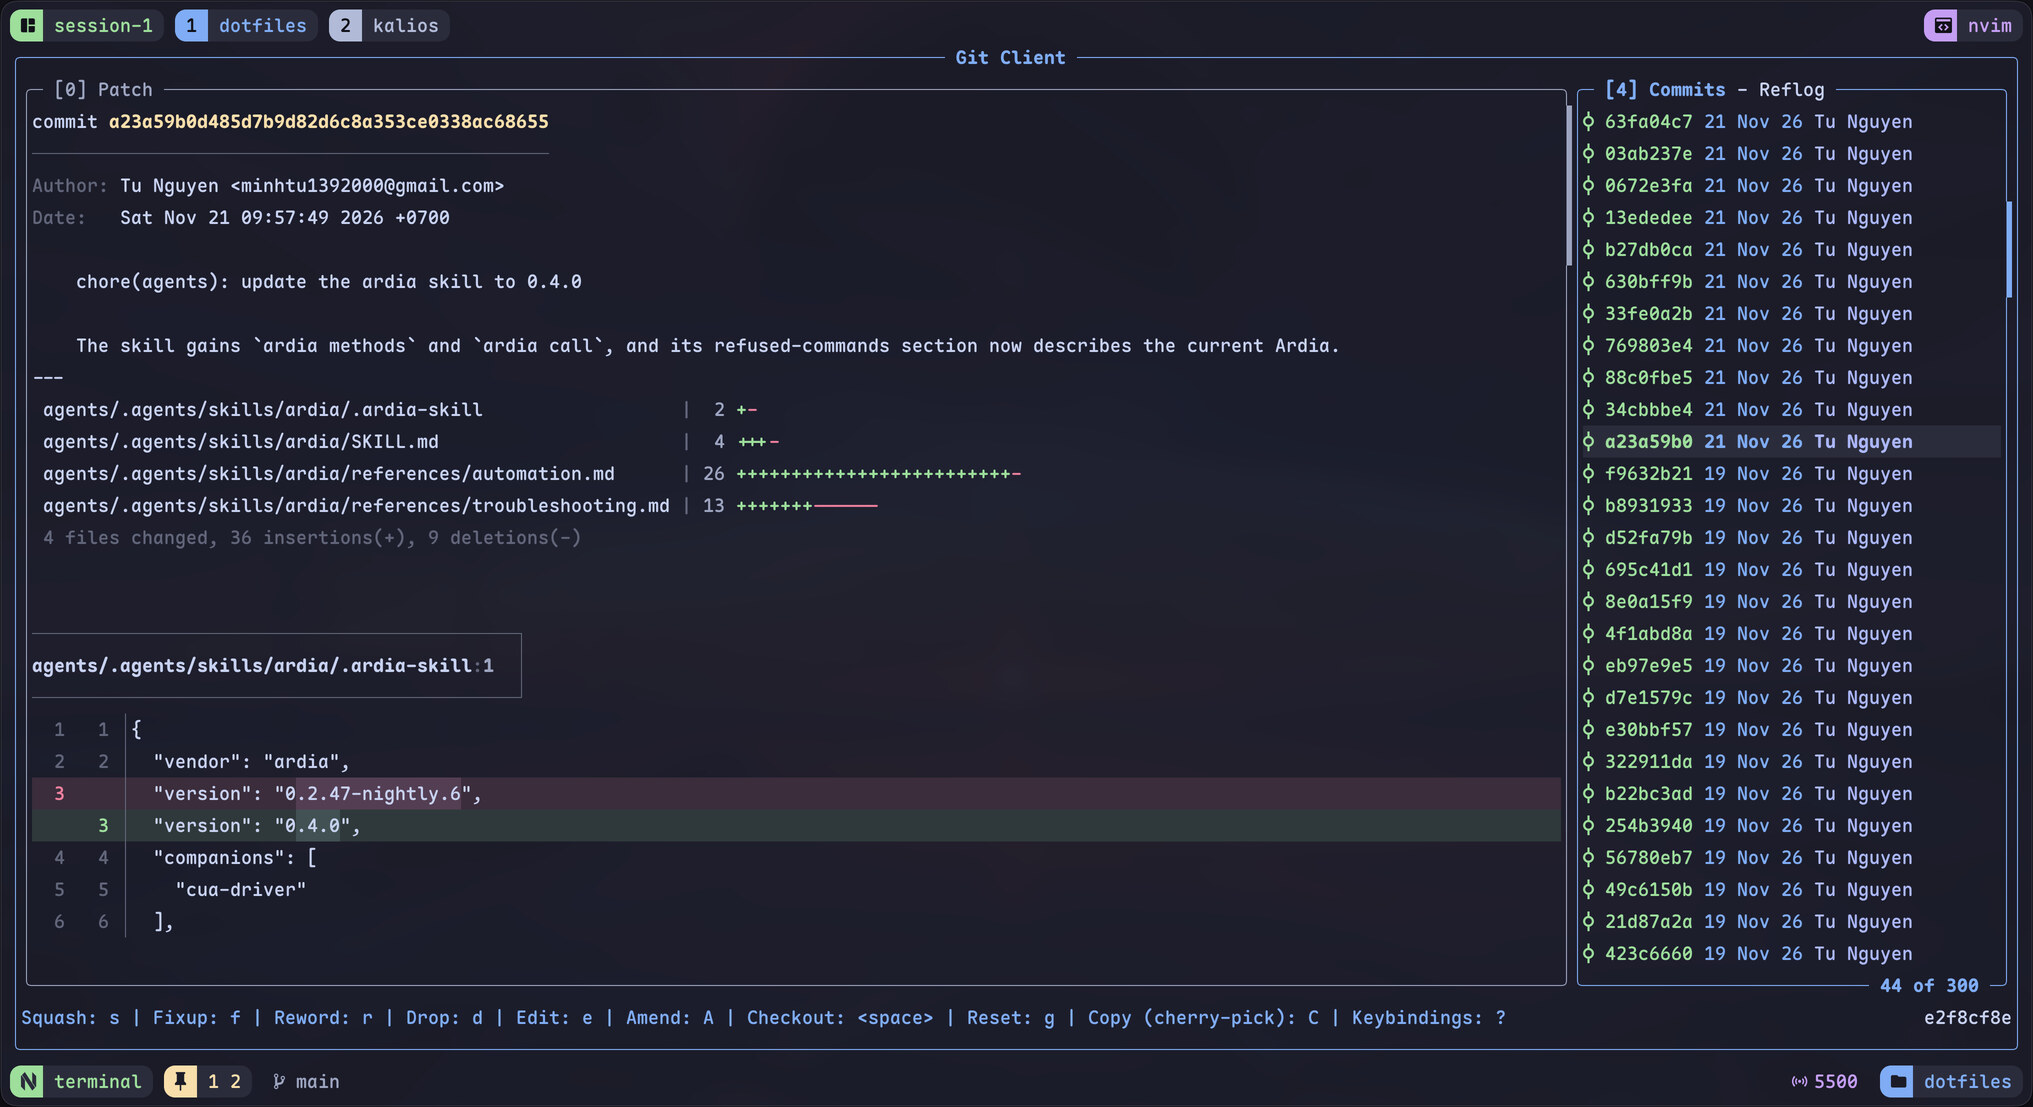 session-1 1 dotfiles 2 kalios nvim
Git Client
[0] Patch
commit a23a59b0d485d7b9d82d6c8a353ce0338ac68655
Author: Tu Nguyen <minhtu1392000@gmail.com>
Date: Sat Nov 21 09:57:49 2026 +0700
chore(agents): update the ardia skill to 0.4.0
The skill gains `ardia methods` and `ardia call`, and its refused-commands section now describes the current Ardia.
---
agents/.agents/skills/ardia/.ardia-skill | 2 +-
agents/.agents/skills/ardia/SKILL.md | 4 +++-
agents/.agents/skills/ardia/references/automation.md | 26 +++++++++++++++++++++++++-
agents/.agents/skills/ardia/references/troubleshooting.md | 13 +++++++------
4 files changed, 36 insertions(+), 9 deletions(-)
agents/.agents/skills/ardia/.ardia-skill:1
1 1 {
2 2 "vendor": "ardia",
3 "version": "0.2.47-nightly.6",
3 "version": "0.4.0",
4 4 "companions": [
5 5 "cua-driver"
6 6 ],
[4] Commits - Reflog
63fa04c7 21 Nov 26 Tu Nguyen
03ab237e 21 Nov 26 Tu Nguyen
0672e3fa 21 Nov 26 Tu Nguyen
13ededee 21 Nov 26 Tu Nguyen
b27db0ca 21 Nov 26 Tu Nguyen
630bff9b 21 Nov 26 Tu Nguyen
33fe0a2b 21 Nov 26 Tu Nguyen
769803e4 21 Nov 26 Tu Nguyen
88c0fbe5 21 Nov 26 Tu Nguyen
34cbbbe4 21 Nov 26 Tu Nguyen
a23a59b0 21 Nov 26 Tu Nguyen
f9632b21 19 Nov 26 Tu Nguyen
b8931933 19 Nov 26 Tu Nguyen
d52fa79b 19 Nov 26 Tu Nguyen
695c41d1 19 Nov 26 Tu Nguyen
8e0a15f9 19 Nov 26 Tu Nguyen
4f1abd8a 19 Nov 26 Tu Nguyen
eb97e9e5 19 Nov 26 Tu Nguyen
d7e1579c 19 Nov 26 Tu Nguyen
e30bbf57 19 Nov 26 Tu Nguyen
322911da 19 Nov 26 Tu Nguyen
b22bc3ad 19 Nov 26 Tu Nguyen
254b3940 19 Nov 26 Tu Nguyen
56780eb7 19 Nov 26 Tu Nguyen
49c6150b 19 Nov 26 Tu Nguyen
21d87a2a 19 Nov 26 Tu Nguyen
423c6660 19 Nov 26 Tu Nguyen
44 of 300
Squash: s | Fixup: f | Reword: r | Drop: d | Edit: e | Amend: A | Checkout: <space> | Reset: g | Copy (cherry-pick): C | Keybindings: ? e2f8cf8e
terminal 1 2 main 5500 dotfiles